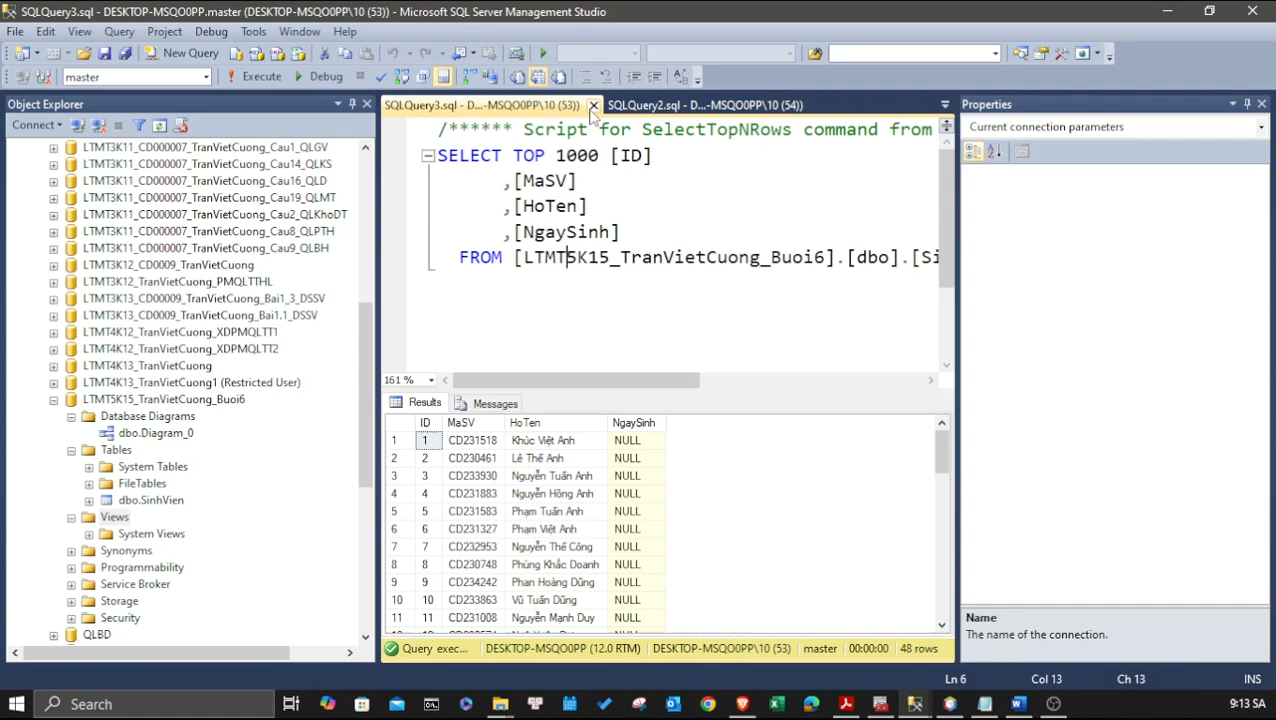 SQLQuery3.sql - DESKTOP-MSQO0PP.master (DESKTOP-MSQO0PP\10 (53)) - Microsoft SQL Server Management Studio
File Edit View Query Project Debug Tools Window Help
New Query
master Execute Debug
Object Explorer
Connect
LTMT3K11_CD000007_TranVietCuong_Cau1_QLGV
LTMT3K11_CD000007_TranVietCuong_Cau14_QLKS
LTMT3K11_CD000007_TranVietCuong_Cau16_QLD
LTMT3K11_CD000007_TranVietCuong_Cau19_QLMT
LTMT3K11_CD000007_TranVietCuong_Cau2_QLKhoDT
LTMT3K11_CD000007_TranVietCuong_Cau8_QLPTH
LTMT3K11_CD000007_TranVietCuong_Cau9_QLBH
LTMT3K12_CD0009_TranVietCuong
LTMT3K12_TranVietCuong_PMQLTTHL
LTMT3K13_CD0009_TranVietCuong_Bai1_3_DSSV
LTMT3K13_CD0009_TranVietCuong_Bai1.1_DSSV
LTMT4K12_TranVietCuong_XDPMQLTT1
LTMT4K12_TranVietCuong_XDPMQLTT2
LTMT4K13_TranVietCuong
LTMT4K13_TranVietCuong1 (Restricted User)
LTMT5K15_TranVietCuong_Buoi6
Database Diagrams
dbo.Diagram_0
Tables
System Tables
FileTables
dbo.SinhVien
Views
System Views
Synonyms
Programmability
Service Broker
Storage
Security
QLBD
SQLQuery3.sql - D...-MSQO0PP\10 (53)) SQLQuery2.sql - D...-MSQO0PP\10 (54))
/****** Script for SelectTopNRows command from
SELECT TOP 1000 [ID]
,[MaSV]
,[HoTen]
,[NgaySinh]
FROM [LTMT5K15_TranVietCuong_Buoi6].[dbo].[Si
161 %
Results Messages
ID MaSV HoTen NgaySinh
1 1 CD231518 Khúc Việt Anh NULL
2 2 CD230461 Lê Thế Anh NULL
3 3 CD233930 Nguyễn Tuấn Anh NULL
4 4 CD231883 Nguyễn Hồng Anh NULL
5 5 CD231583 Phạm Tuấn Anh NULL
6 6 CD231327 Phạm Việt Anh NULL
7 7 CD232953 Nguyễn Thế Công NULL
8 8 CD230748 Phùng Khắc Doanh NULL
9 9 CD234242 Phan Hoàng Dũng NULL
10 10 CD233863 Vũ Tuấn Dũng NULL
11 11 CD231008 Nguyễn Mạnh Duy NULL
Query exec... DESKTOP-MSQO0PP (12.0 RTM) DESKTOP-MSQO0PP\10 (53) master 00:00:00 48 rows
Properties
Current connection parameters
Name
The name of the connection.
Ln 6 Col 13 Ch 13 INS
Search
9:13 SA